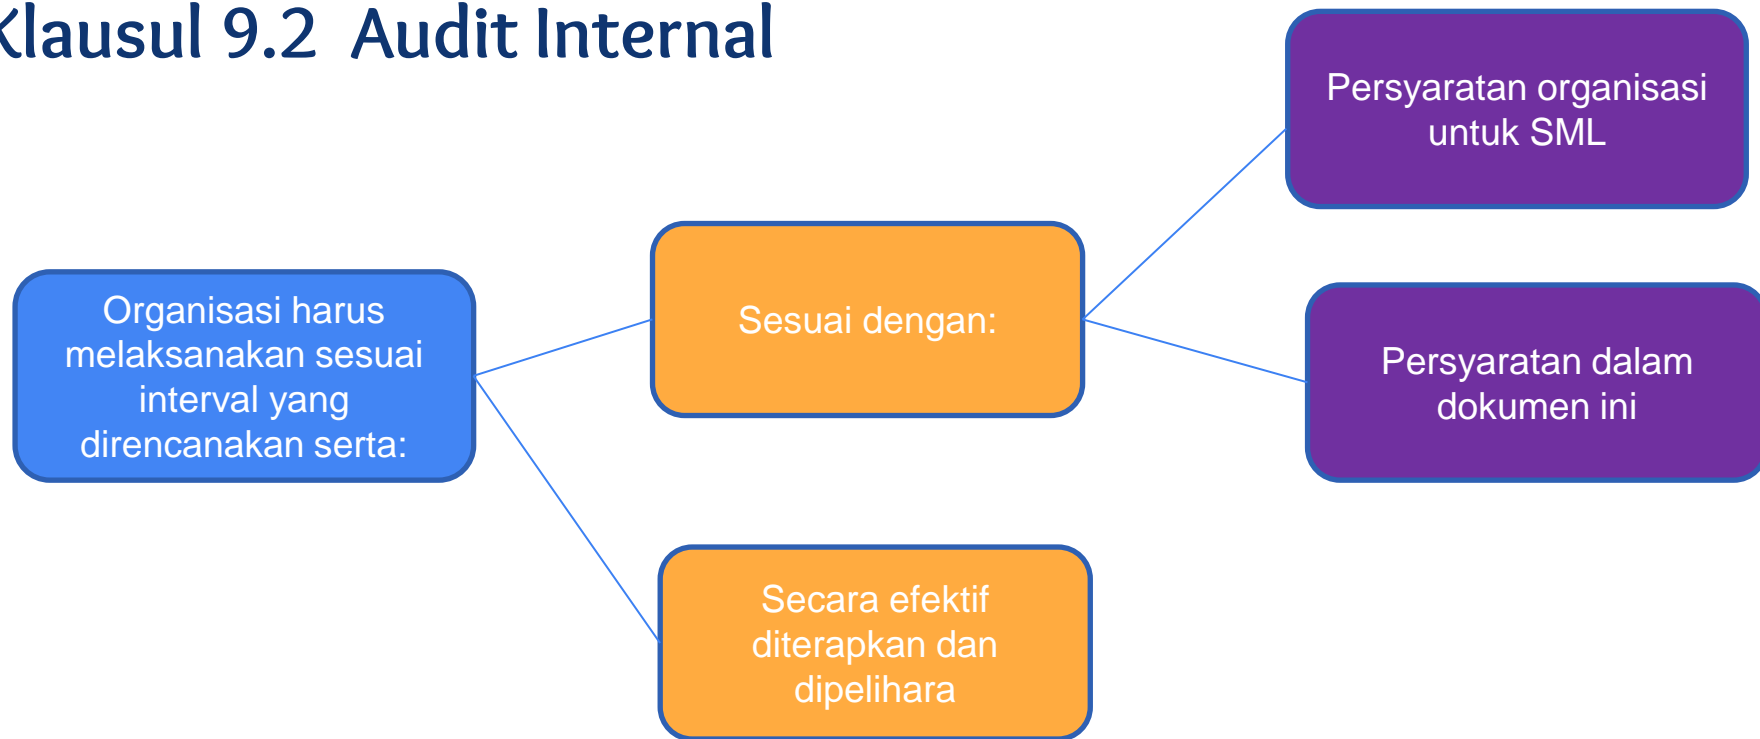 Klausul 9.2 Audit Internal
Persyaratan organisasi
untuk SML
Organisasi harus
melaksanakan sesuai
interval yang
direncanakan serta:
Sesuai dengan:
Persyaratan dalam
dokumen ini
Secara efektif
diterapkan dan
dipelihara